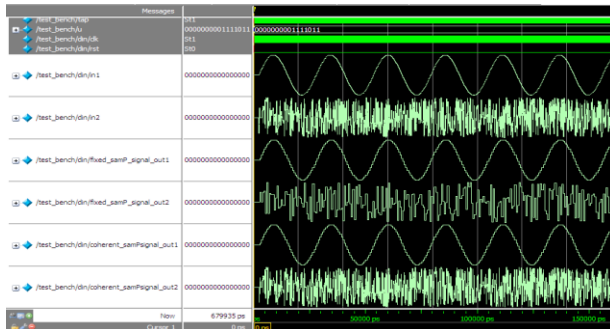 Messages
/test_bench/tap St1
/test_bench/u 0000000001111011 0000000001111011
/test_bench/din/clk St1
/test_bench/din/rst St0
/test_bench/din/in1 0000000000000000
/test_bench/din/in2 0000000000000000
/test_bench/din/fixed_samP_signal_out1 0000000000000000
/test_bench/din/fixed_samP_signal_out2 0000000000000000
/test_bench/din/coherent_samPsignal_out1 0000000000000000
/test_bench/din/coherent_samPsignal_out2 0000000000000000
Now 679935 ps 50000 ps 100000 ps 150000 ps
Cursor 1 0 ps 0 ps